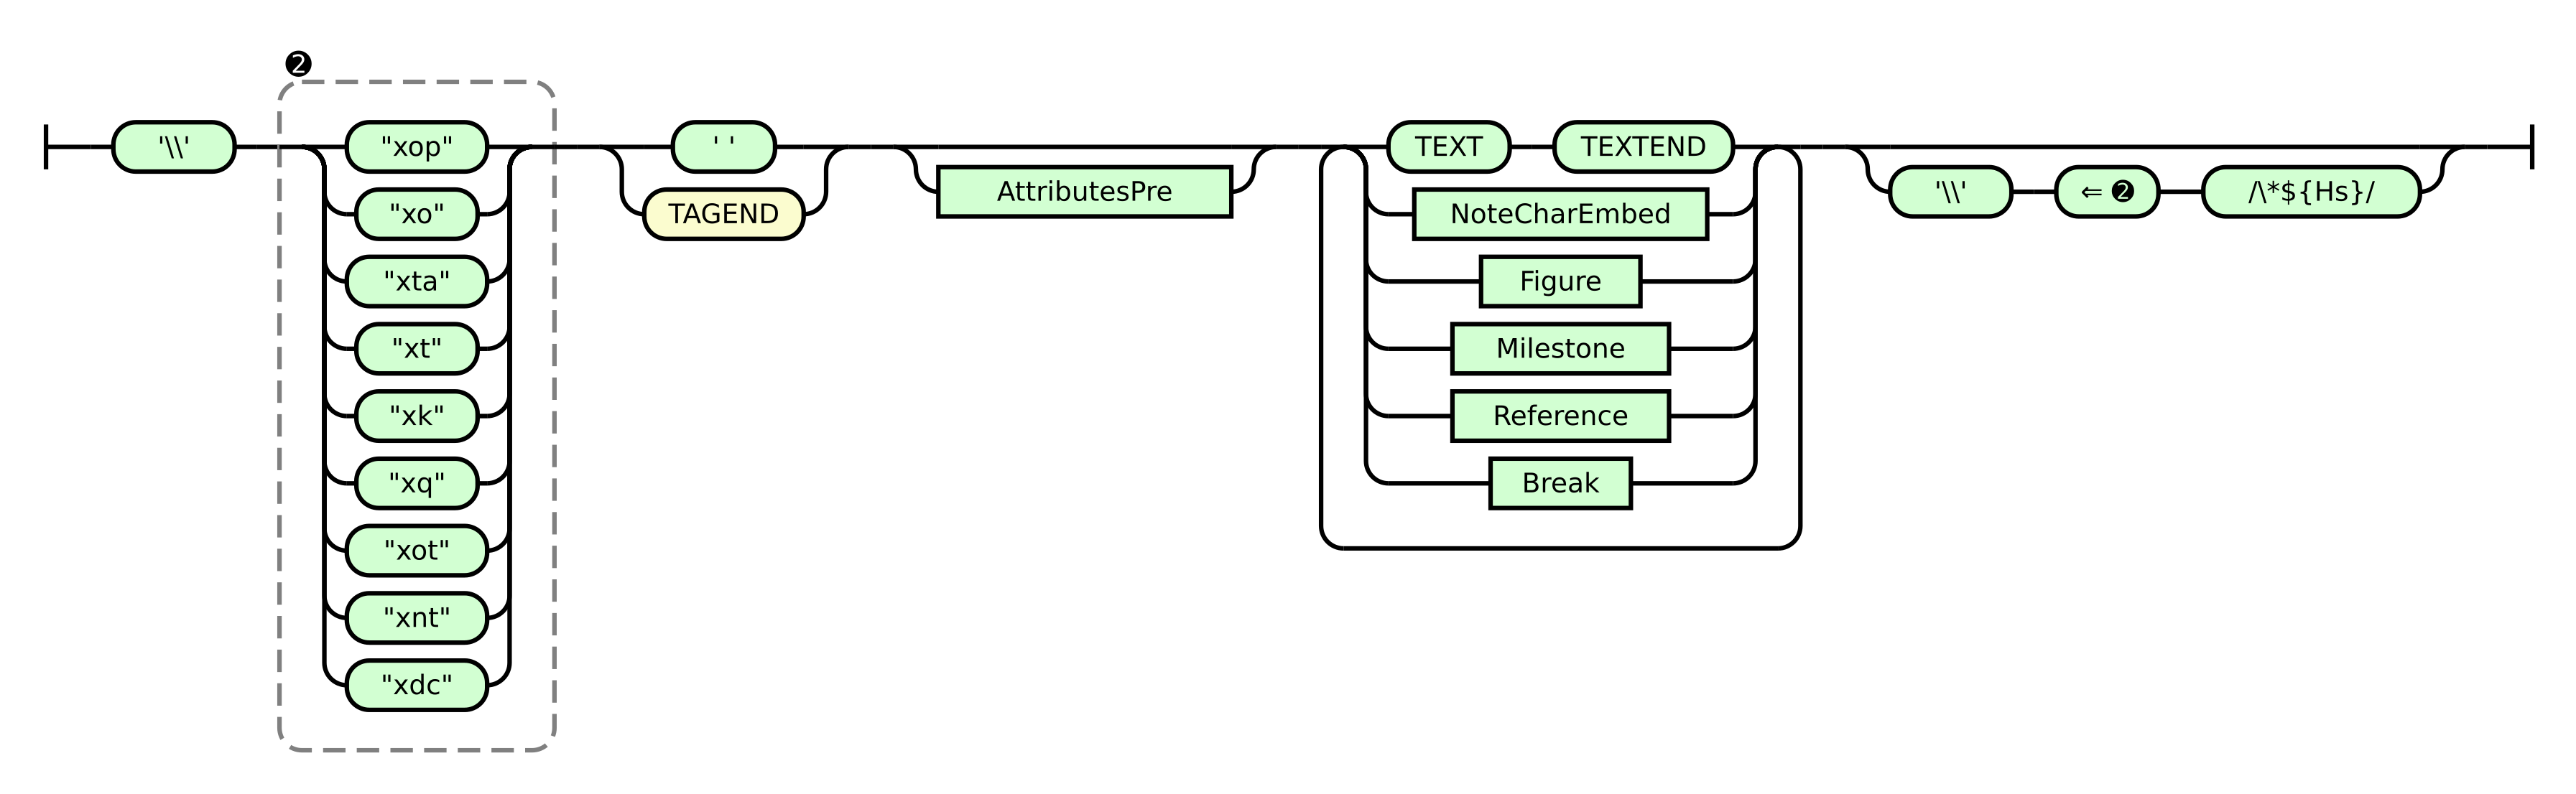 ❷
'\\' "xop" ' ' TEXT TEXTEND
AttributesPre '\\' ⇐ ❷ /\*${Hs}/
"xo" TAGEND NoteCharEmbed
"xta" Figure
"xt" Milestone
"xk" Reference
"xq" Break
"xot"
"xnt"
"xdc"